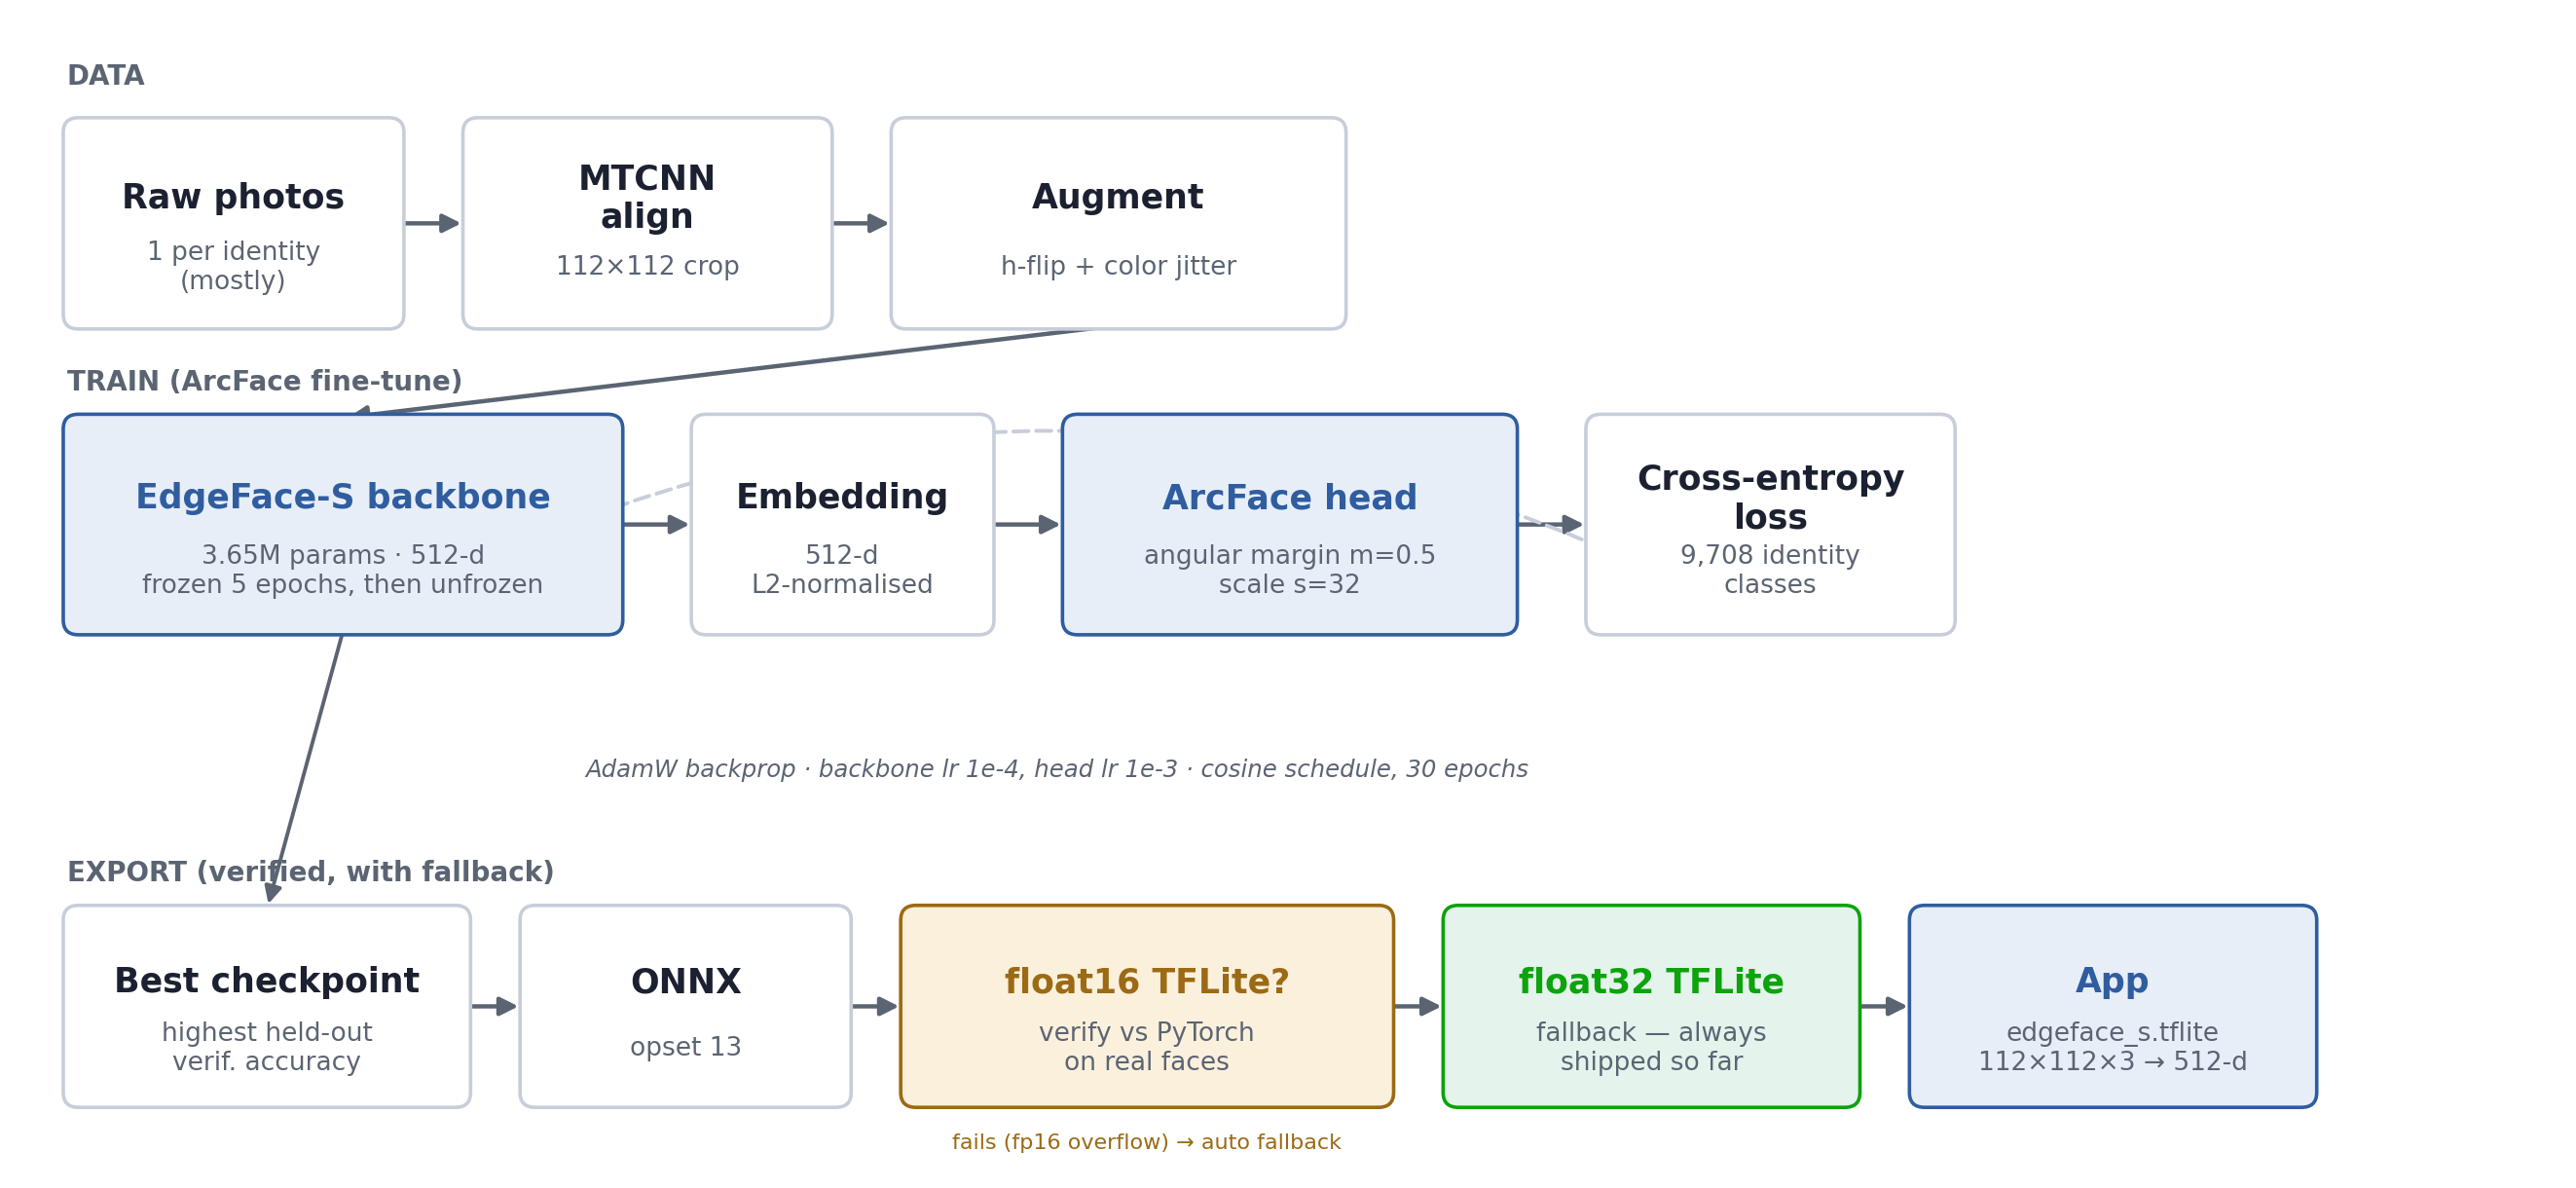 DATA
Raw photos
1 per identity
(mostly)
MTCNN
align
112×112 crop
Augment
h-flip + color jitter
TRAIN (ArcFace fine-tune)
EdgeFace-S backbone
3.65M params · 512-d
frozen 5 epochs, then unfrozen
Embedding
512-d
L2-normalised
ArcFace head
angular margin m=0.5
scale s=32
Cross-entropy
loss
9,708 identity
classes
AdamW backprop · backbone lr 1e-4, head lr 1e-3 · cosine schedule, 30 epochs
EXPORT (verified, with fallback)
Best checkpoint
highest held-out
verif. accuracy
ONNX
opset 13
float16 TFLite?
verify vs PyTorch
on real faces
float32 TFLite
fallback — always
shipped so far
App
edgeface_s.tflite
112×112×3 → 512-d
fails (fp16 overflow) → auto fallback